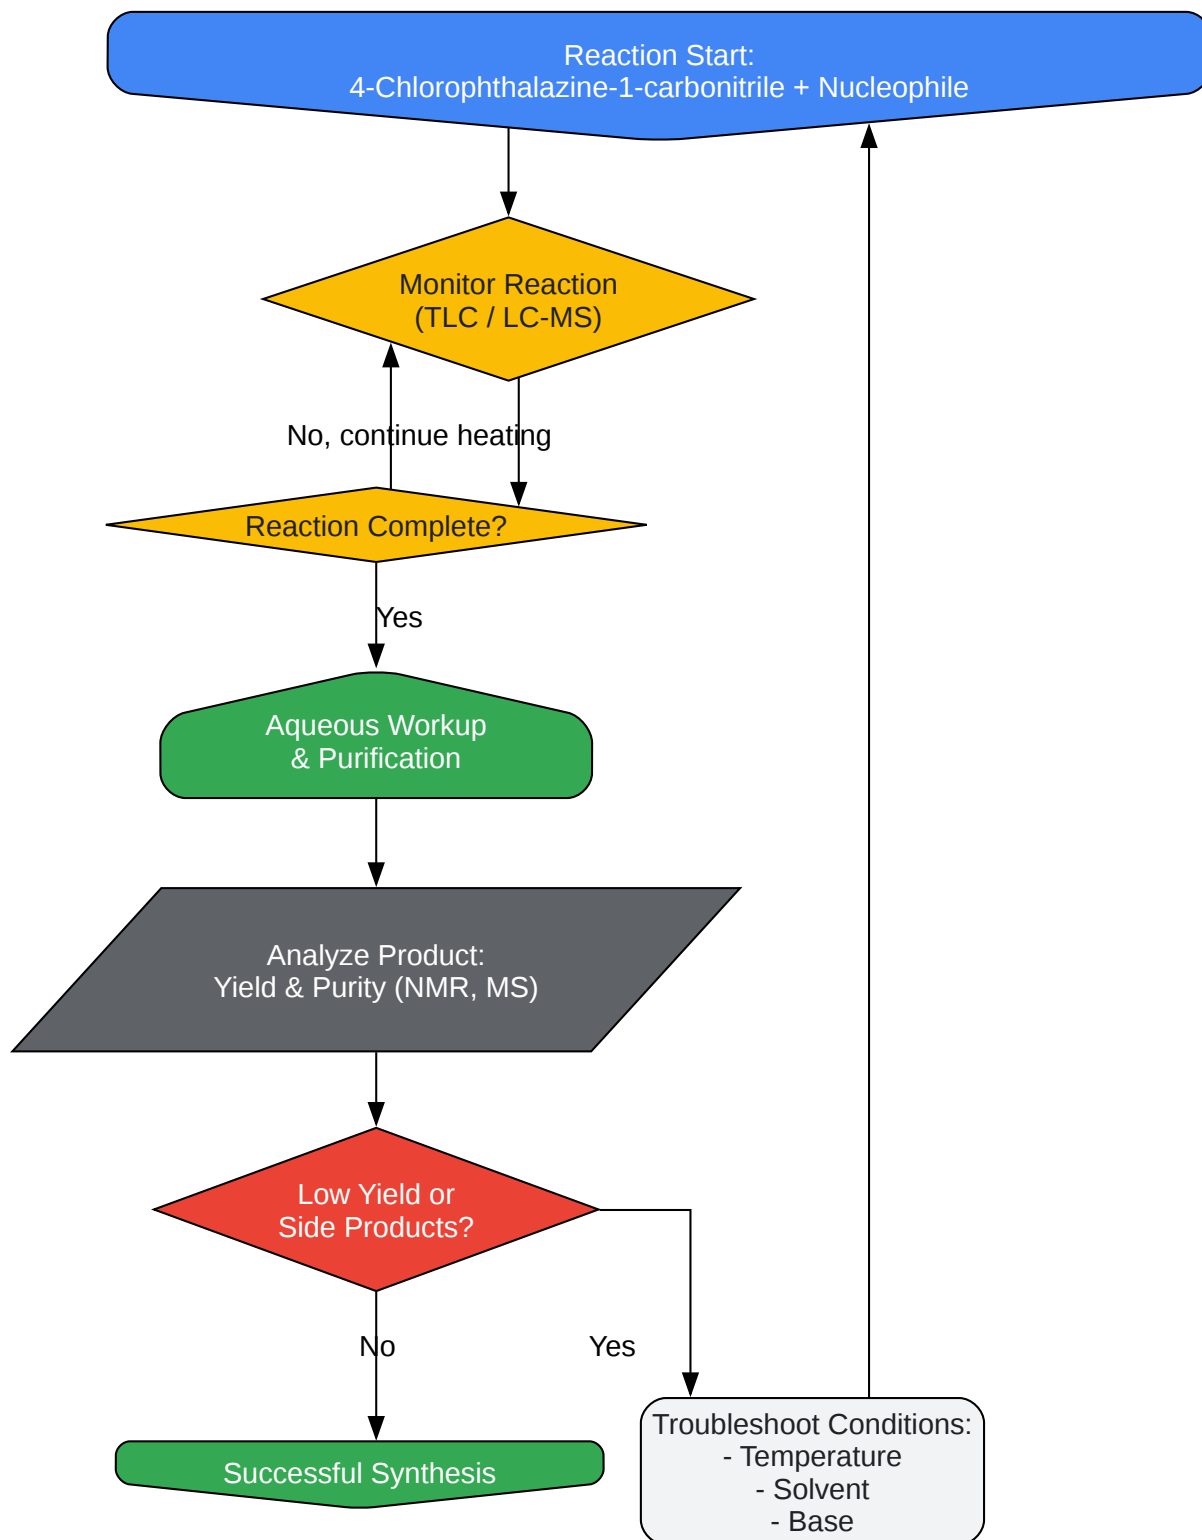 Reaction Start:
4-Chlorophthalazine-1-carbonitrile + Nucleophile
Monitor Reaction
(TLC / LC-MS)
No, continue heating
Reaction Complete?
Yes
Aqueous Workup
& Purification
Analyze Product:
Yield & Purity (NMR, MS)
Low Yield or
Side Products?
No
Yes
Troubleshoot Conditions:
- Temperature
- Solvent
- Base
Successful Synthesis